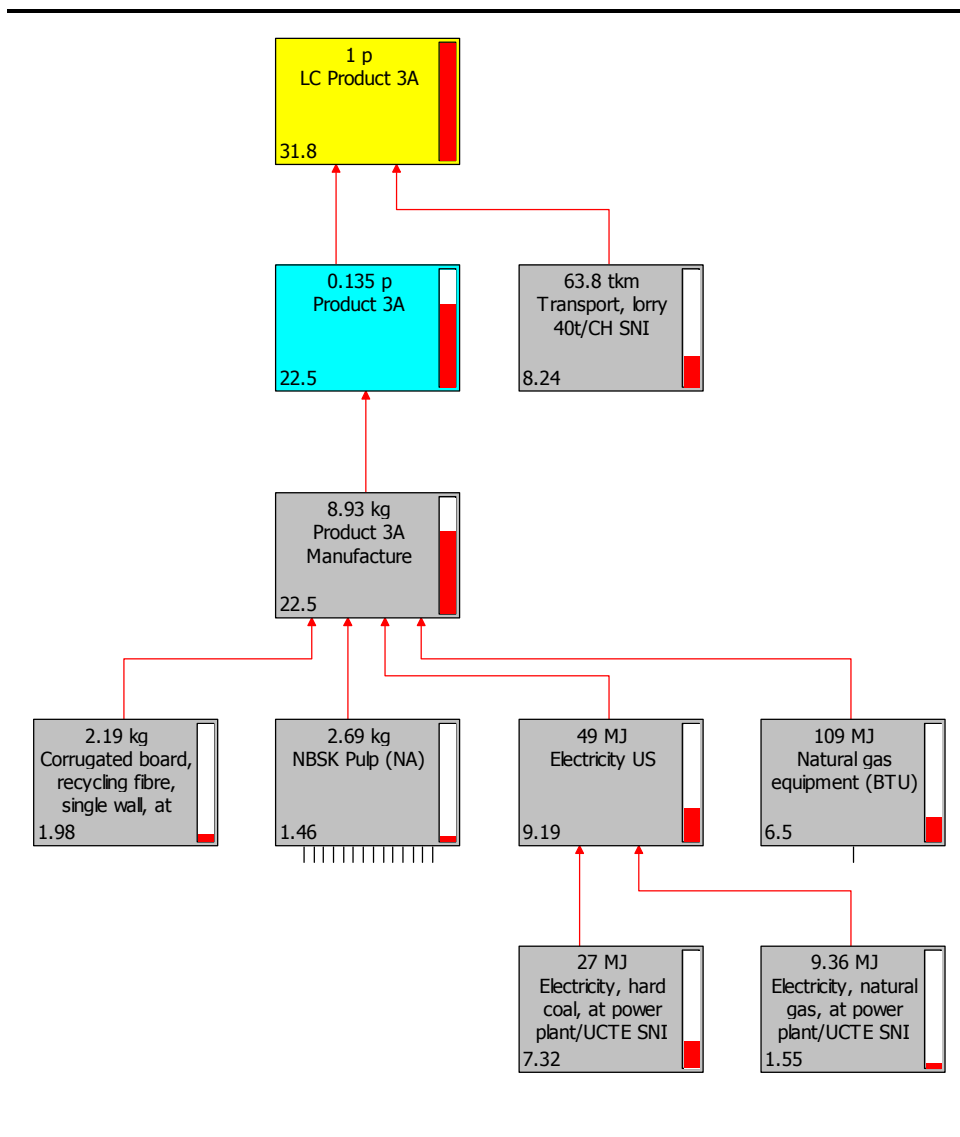 1 p
LC Product 3A
31.8
0.135 p
Product 3A
22.5
63.8 tkm
Transport, lorry
40t/CH SNI
8.24
8.93 kg
Product 3A
Manufacture
22.5
2.19 kg
Corrugated board,
recycling fibre,
single wall, at
1.98
2.69 kg
NBSK Pulp (NA)
1.46
49 MJ
Electricity US
9.19
109 MJ
Natural gas
equipment (BTU)
6.5
27 MJ
Electricity, hard
coal, at power
plant/UCTE SNI
7.32
9.36 MJ
Electricity, natural
gas, at power
plant/UCTE SNI
1.55